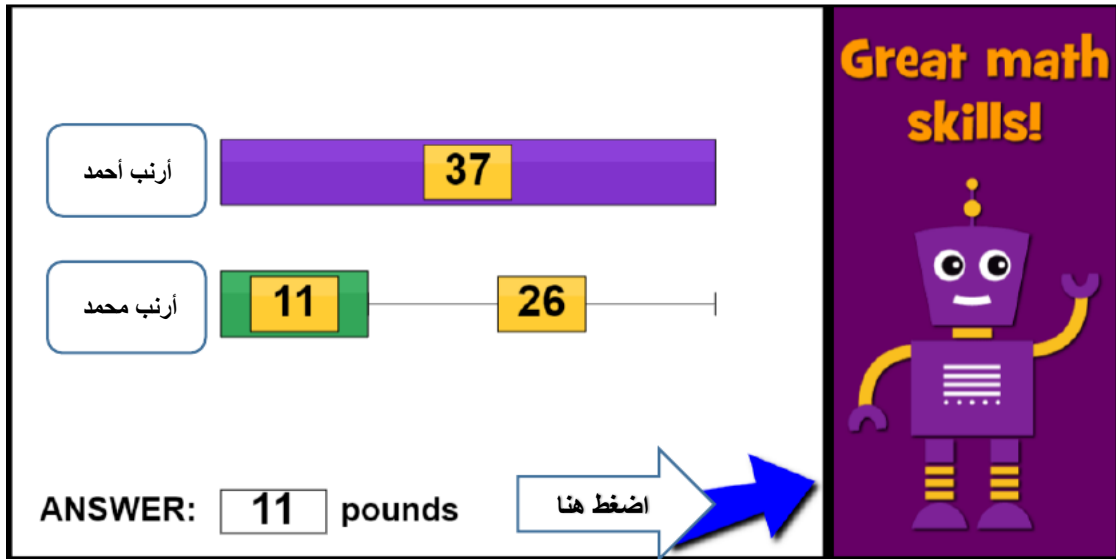 أرنب أحمد
37
أرنب محمد
11
26
ANSWER: 11 pounds
اضغط هنا
Great math
skills!